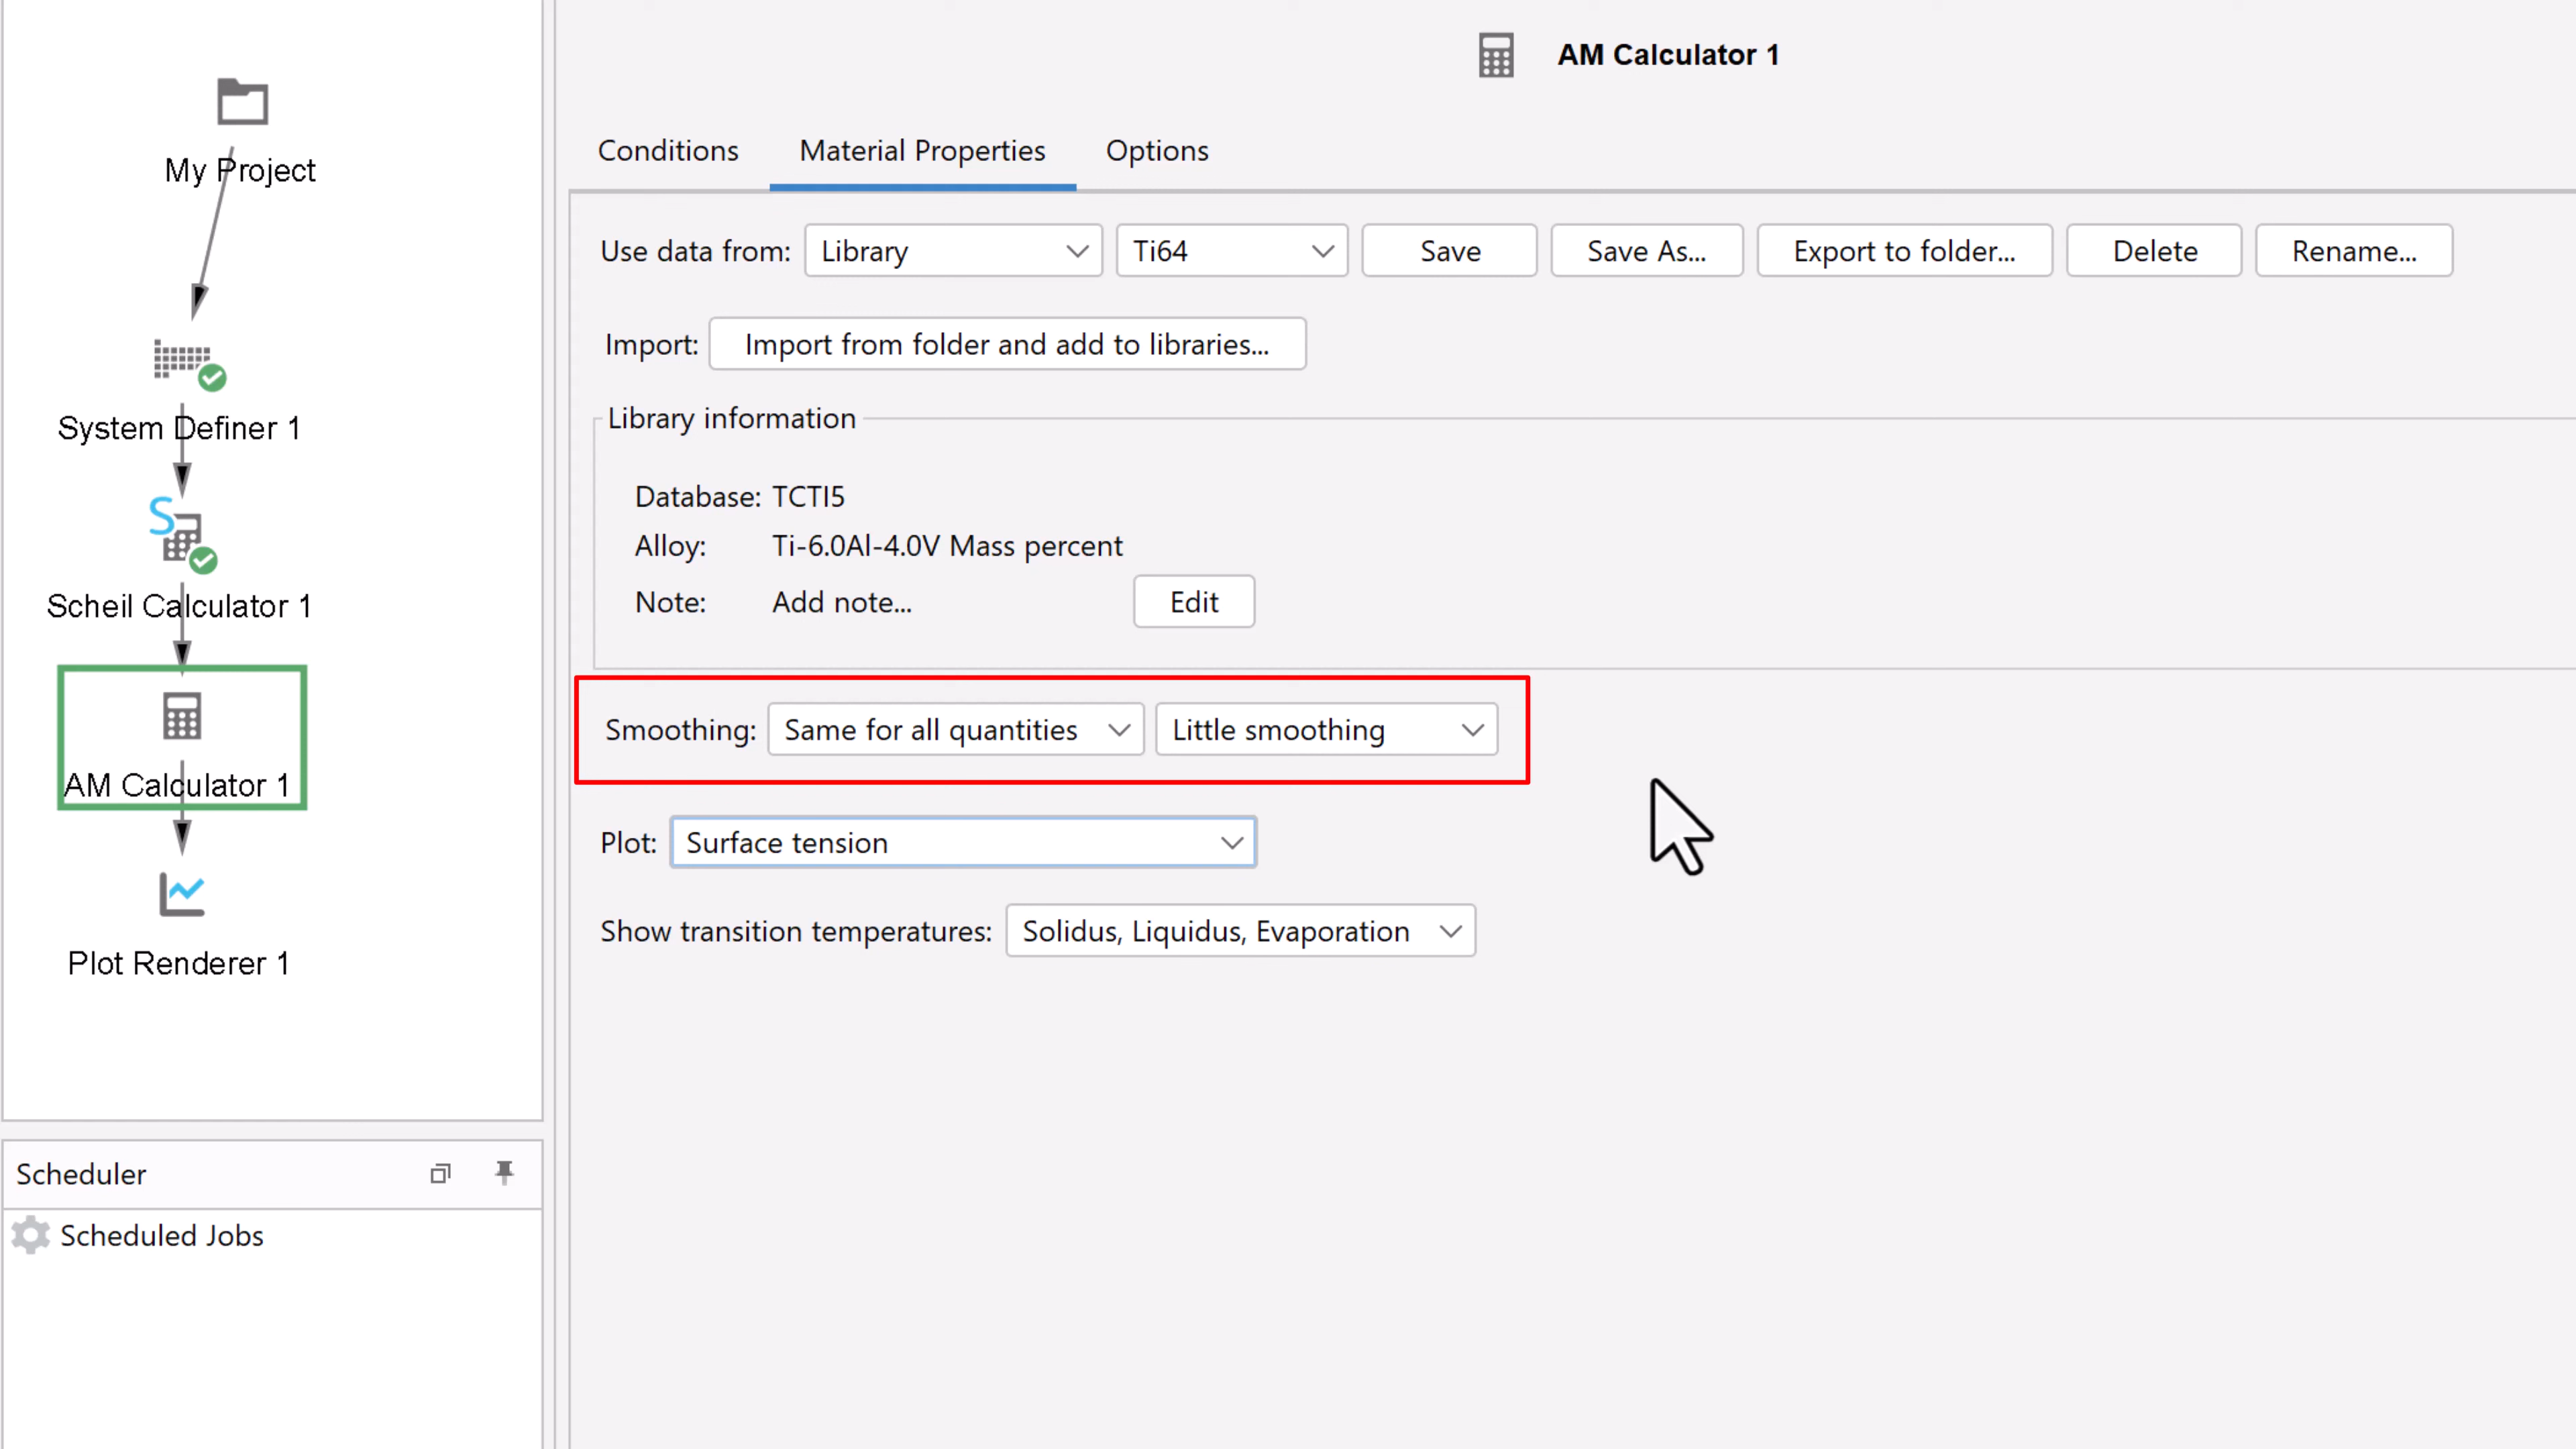 My Project
System Definer 1
Scheil Calculator 1
AM Calculator 1
Plot Renderer 1
Scheduler
Scheduled Jobs
AM Calculator 1
Conditions Material Properties Options
Use data from: Library Ti64 Save Save As... Export to folder... Delete Rename...
Import: Import from folder and add to libraries...
Library information
Database: TCTI5
Alloy: Ti-6.0Al-4.0V Mass percent
Note: Add note... Edit
Smoothing: Same for all quantities Little smoothing
Plot: Surface tension
Show transition temperatures: Solidus, Liquidus, Evaporation